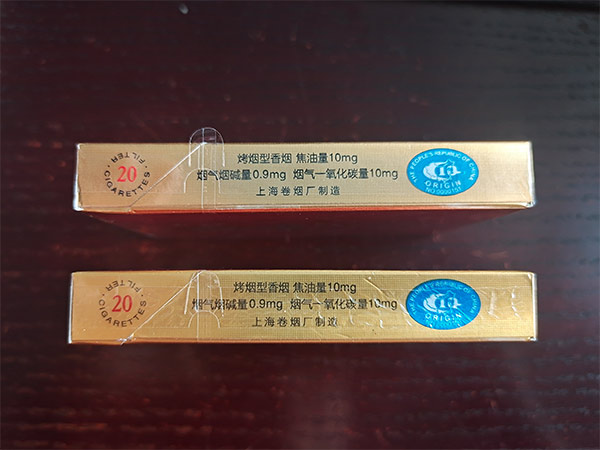 FILTER · CIGARETTES ·
20
烤烟型香烟 焦油量10mg
烟气烟碱量0.9mg 烟气一氧化碳量10mg
上海卷烟厂制造
THE PEOPLE'S REPUBLIC OF CHINA
ORIGIN
FILTER · CIGARETTES ·
20
烤烟型香烟 焦油量10mg
烟气烟碱量0.9mg 烟气一氧化碳量10mg
上海卷烟厂制造
THE PEOPLE'S REPUBLIC OF CHINA
ORIGIN